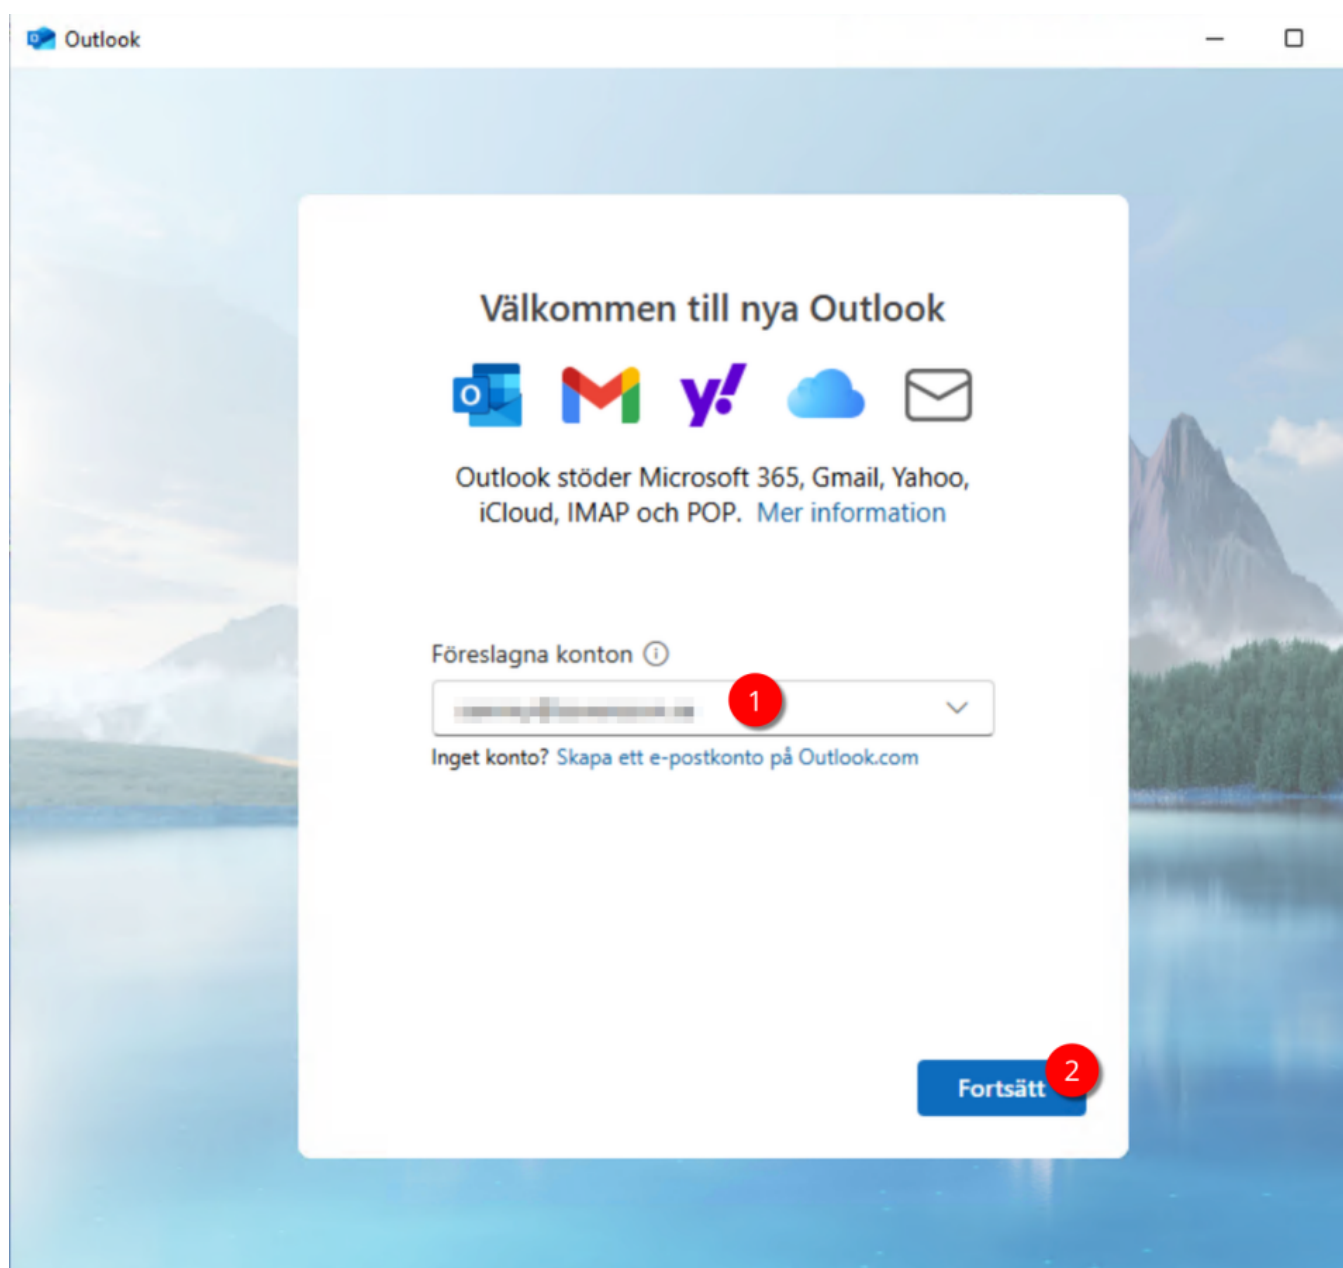 Outlook
Välkommen till nya Outlook
Outlook stöder Microsoft 365, Gmail, Yahoo,
iCloud, IMAP och POP. Mer information
Föreslagna konton
1
Inget konto? Skapa ett e-postkonto på Outlook.com
Fortsätt
2